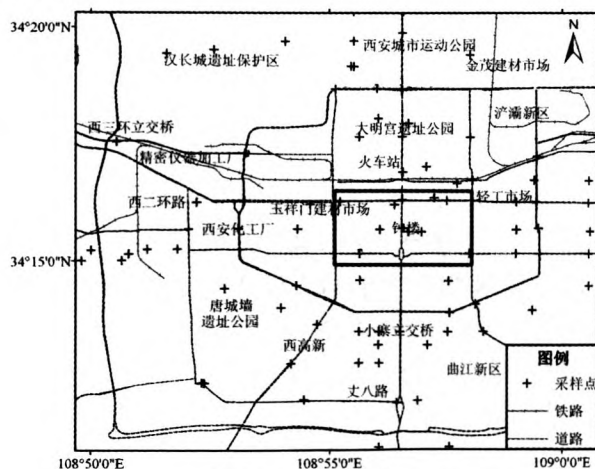 34°20'0"N
N
西安城市运动公园
汉长城遗址保护区
金茂建材市场
浐灞新区
西三环立交桥
大明宫遗址公园
精密仪器加工厂
火车站
轻工市场
西二环路
玉祥门建材市场
西安化工厂
钟楼
34°15'0"N
唐城墙
遗址公园
小寨立交桥
西高新
曲江新区
丈八路
图例
采样点
铁路
道路
108°50'0"E
108°55'0"E
109°0'0"E